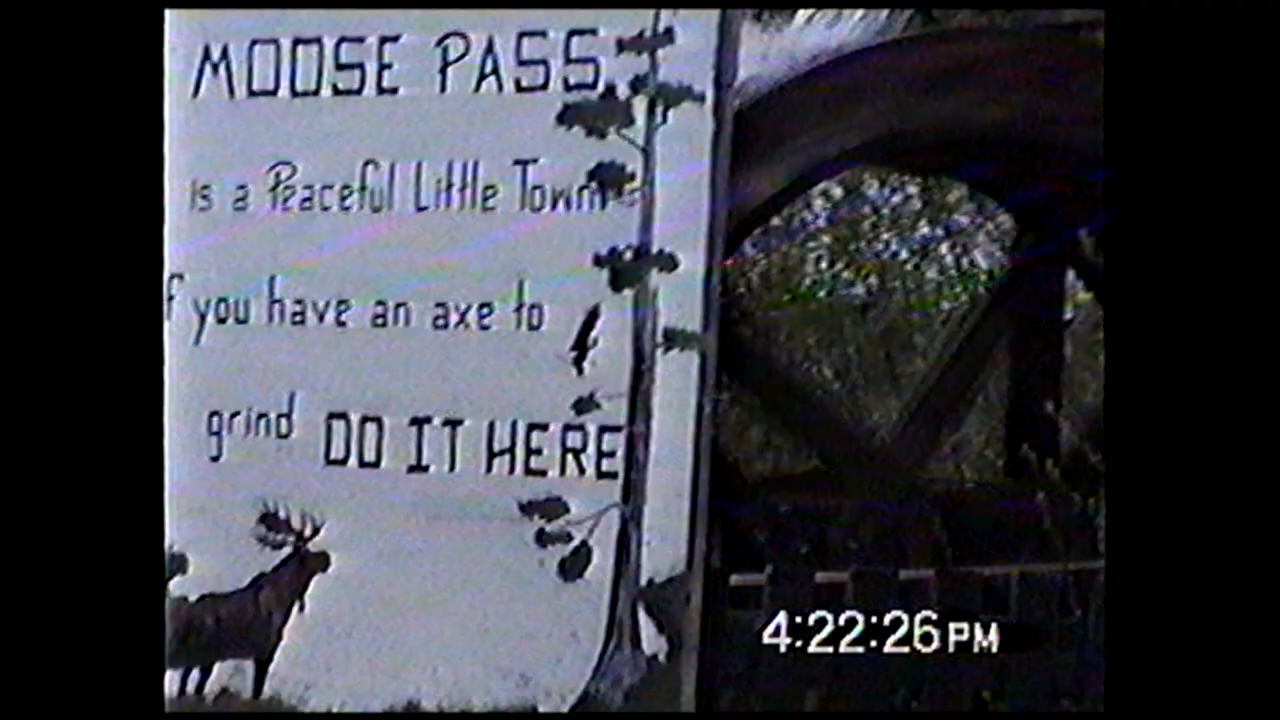 MOOSE PASS
is a Peaceful Little Town
f you have an axe to
grind DO IT HERE
4:22:26 PM